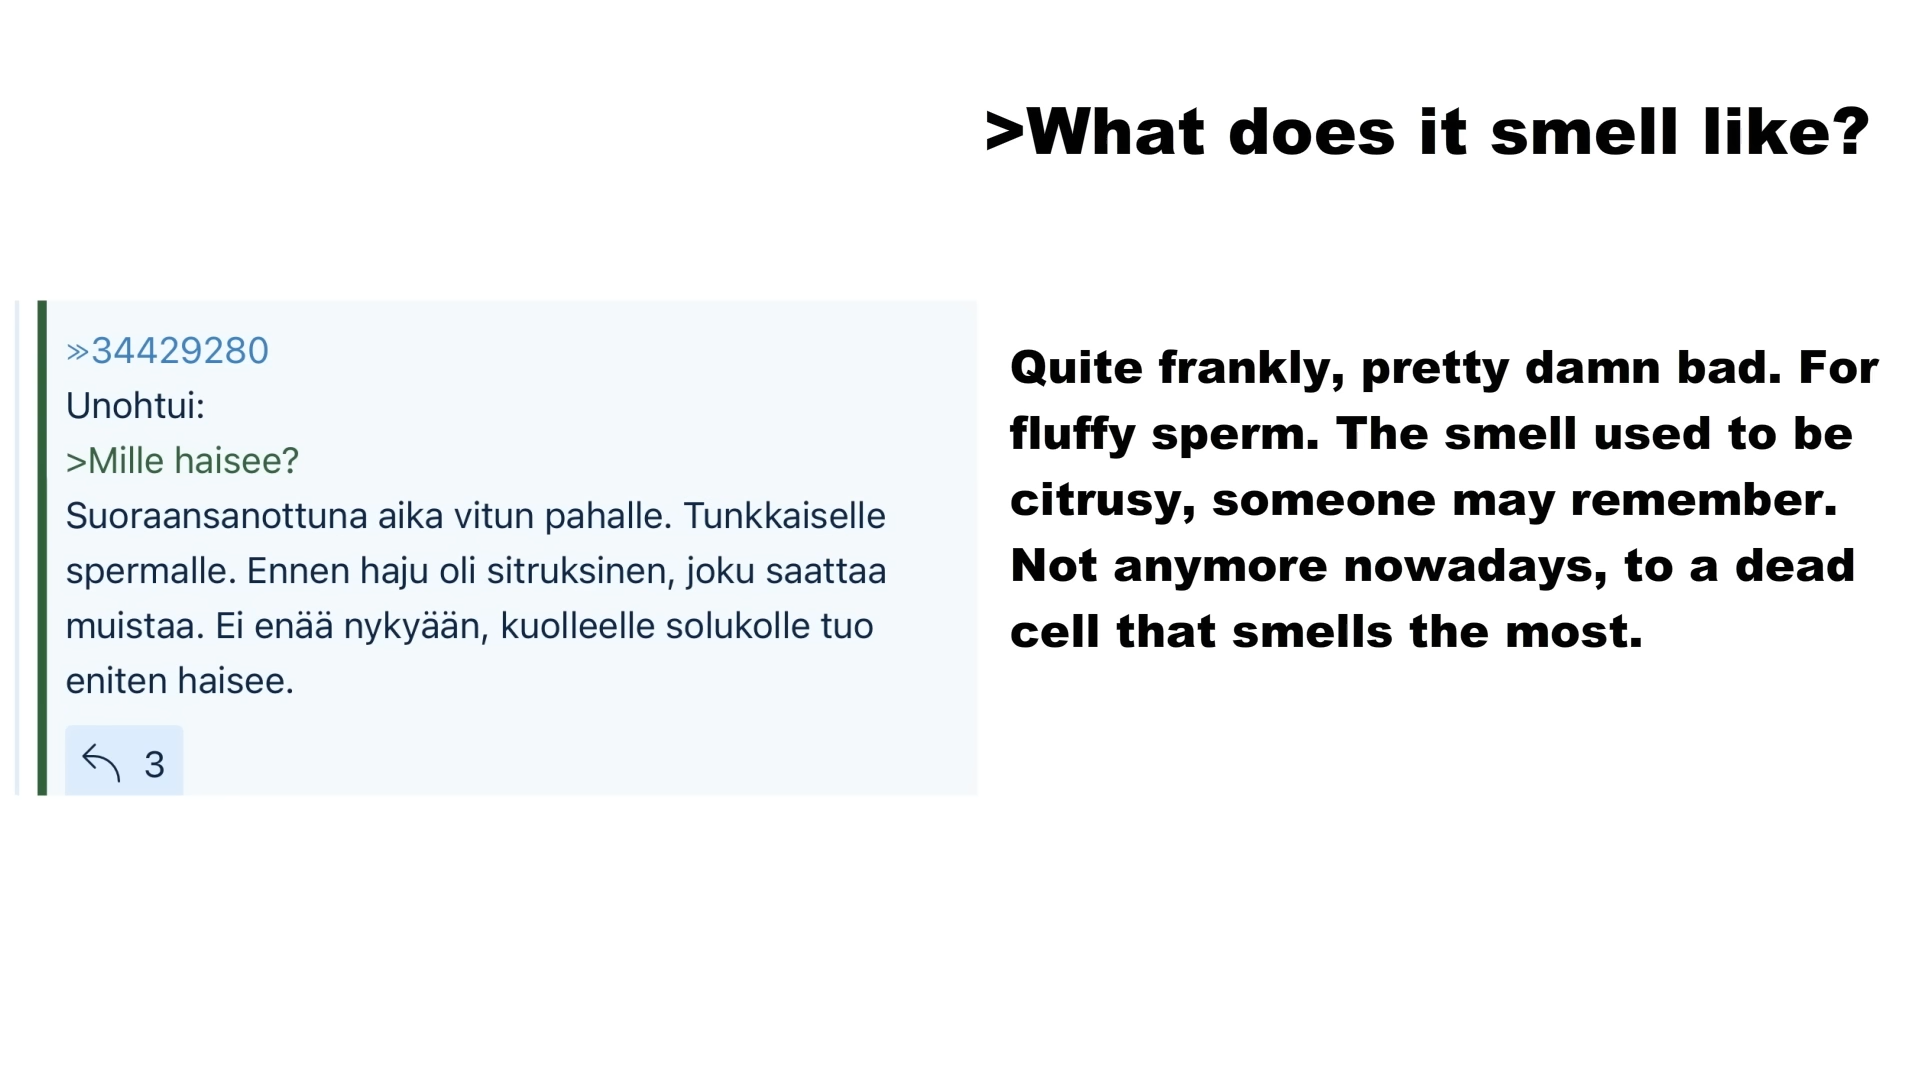 >What does it smell like?
»34429280
Unohtui:
>Mille haisee?
Suoraansanottuna aika vitun pahalle. Tunkkaiselle
spermalle. Ennen haju oli sitruksinen, joku saattaa
muistaa. Ei enää nykyään, kuolleelle solukolle tuo
eniten haisee.
3
Quite frankly, pretty damn bad. For
fluffy sperm. The smell used to be
citrusy, someone may remember.
Not anymore nowadays, to a dead
cell that smells the most.